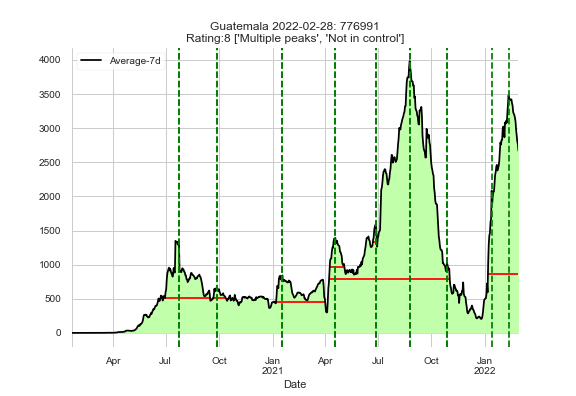 Guatemala 2022-02-28: 776991
Rating:8 ['Multiple peaks', 'Not in control']
Average-7d
4000
3500
3000
2500
2000
1500
1000
500
0
Apr Jul Oct Jan Apr Jul Oct Jan
2021 2022
Date